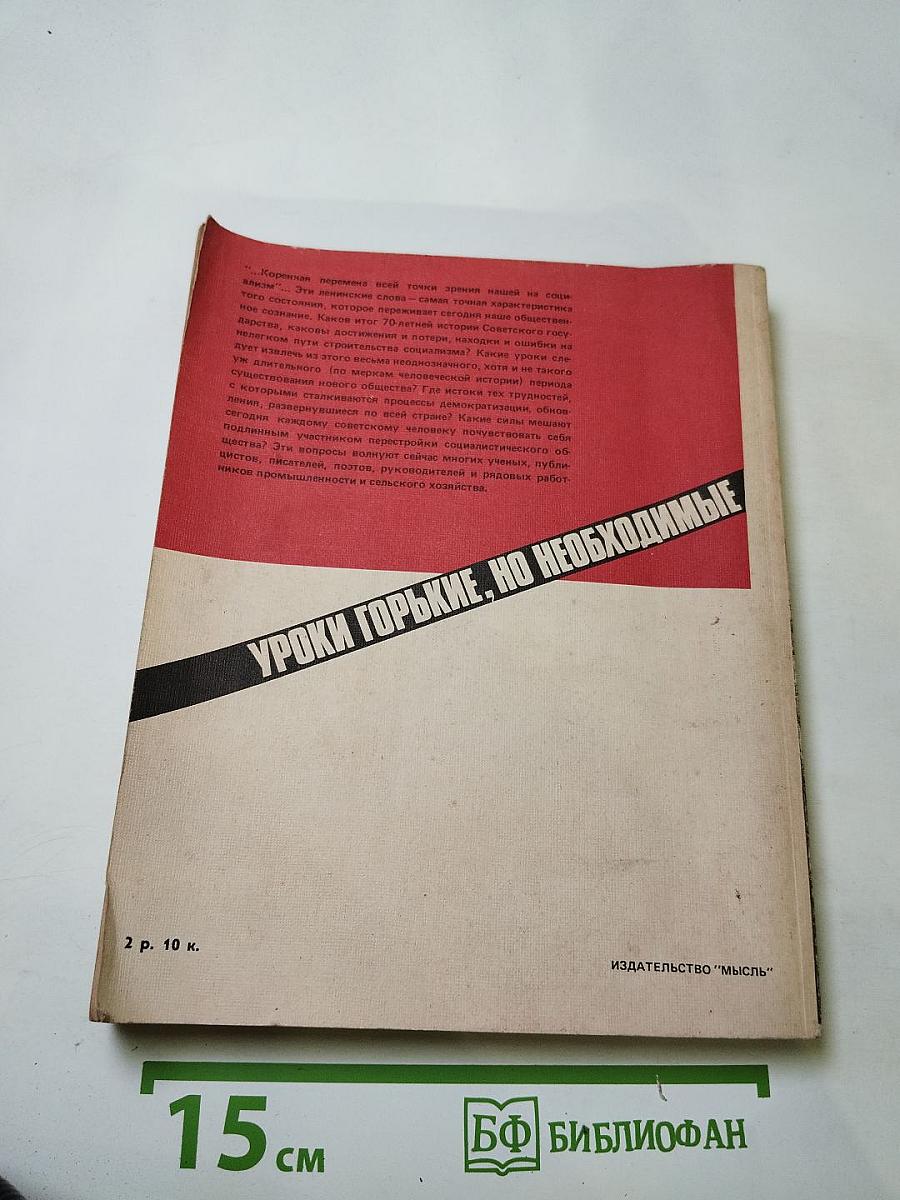 "...Коренная перемена всей точки зрения нашей на соци-
ализм"... Эти ленинские слова — самая точная характеристика
того состояния, которое переживает сегодня наше обществен-
ное сознание. Каков итог 70-летней истории Советского госу-
дарства, каковы достижения и потери, находки и ошибки на
нелегком пути строительства социализма? Какие уроки сле-
дует извлечь из этого весьма неоднозначного, хотя и не такого
уж длительного (по меркам человеческой истории) периода
существования нового общества? Где истоки тех трудностей,
с которыми сталкиваются процессы демократизации, обнов-
ления, развернувшиеся по всей стране? Какие силы мешают
сегодня каждому советскому человеку почувствовать себя
подлинным участником перестройки социалистического об-
щества? Эти вопросы волнуют сейчас многих ученых, публи-
цистов, писателей, поэтов, руководителей и рядовых работ-
ников промышленности и сельского хозяйства.
УРОКИ ГОРЬКИЕ, НО НЕОБХОДИМЫЕ
2 р. 10 к.
ИЗДАТЕЛЬСТВО "МЫСЛЬ"
15 см
БФ БИБЛИОФАН